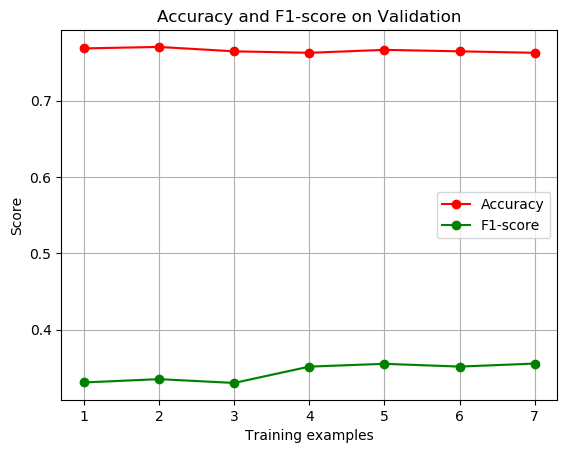 Accuracy and F1-score on Validation
0.7
0.6
0.5
0.4
Score
Accuracy
F1-score
1 2 3 4 5 6 7
Training examples